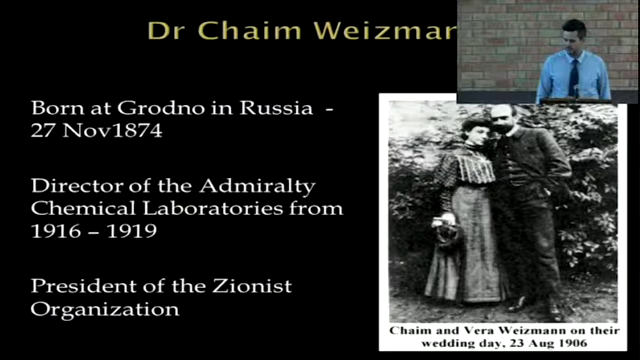 Dr Chaim Weizman
Born at Grodno in Russia -
27 Nov1874
Director of the Admiralty
Chemical Laboratories from
1916 – 1919
President of the Zionist
Organization
Chaim and Vera Weizmann on their
wedding day, 23 Aug 1906